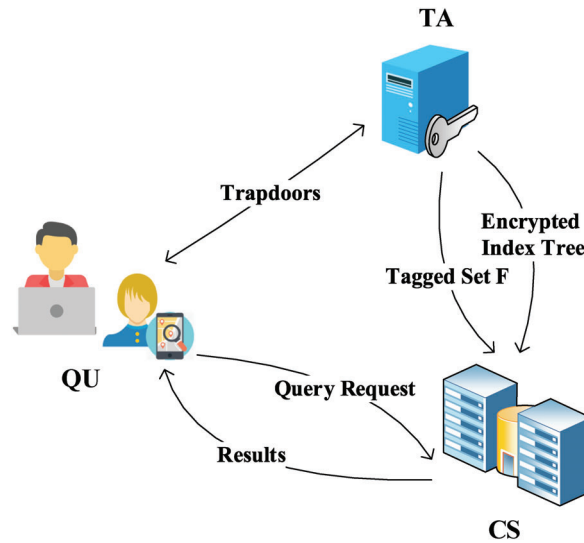 TA
Trapdoors
Encrypted
Index Tree
Tagged Set F
QU
Query Request
Results
CS